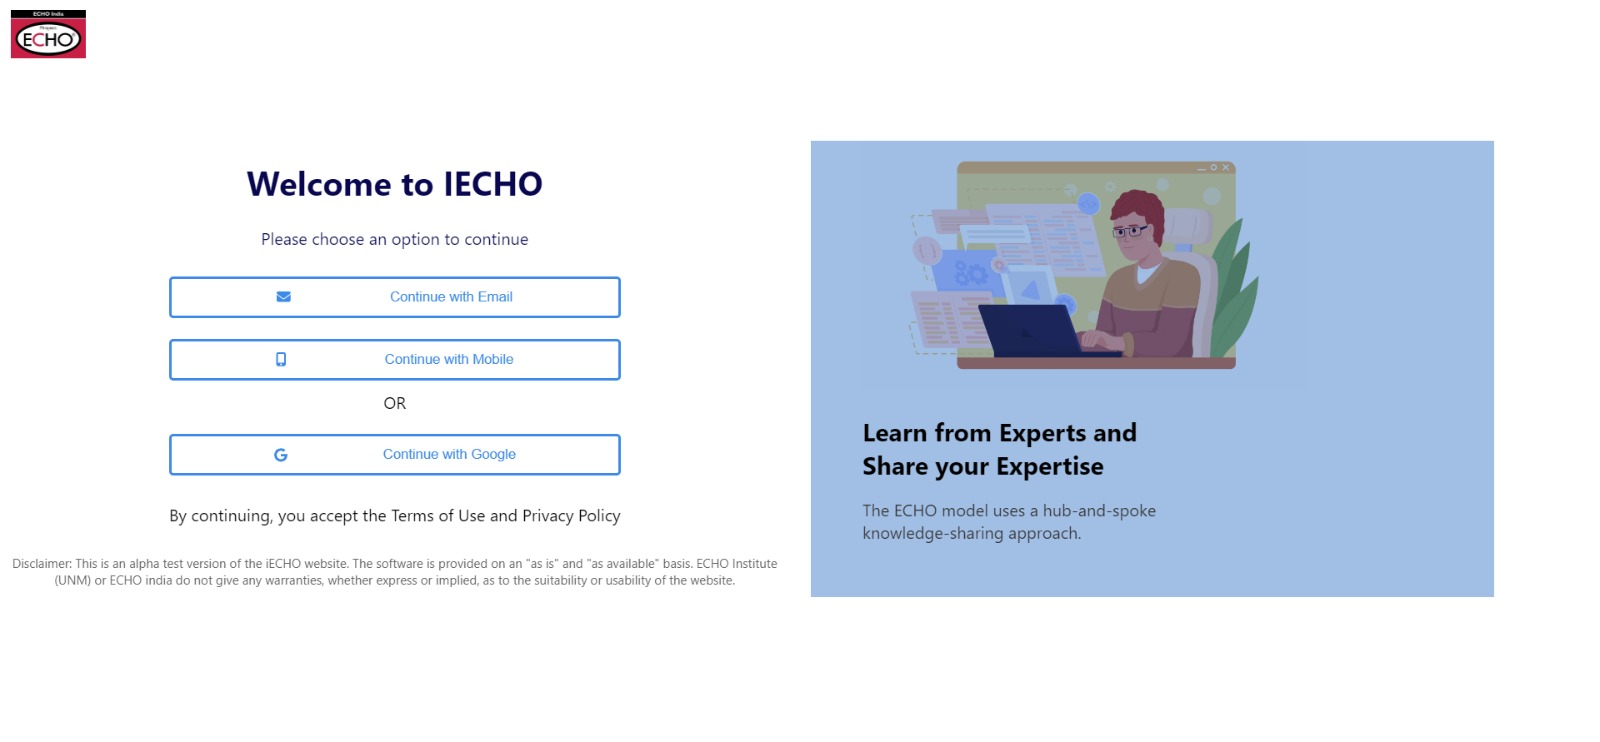 ECHO India
Project
ECHO®
Welcome to IECHO
Please choose an option to continue
Continue with Email
Continue with Mobile
OR
Continue with Google
By continuing, you accept the Terms of Use and Privacy Policy
Disclaimer: This is an alpha test version of the iECHO website. The software is provided on an "as is" and "as available" basis. ECHO Institute
(UNM) or ECHO india do not give any warranties, whether express or implied, as to the suitability or usability of the website.
Learn from Experts and
Share your Expertise
The ECHO model uses a hub-and-spoke
knowledge-sharing approach.